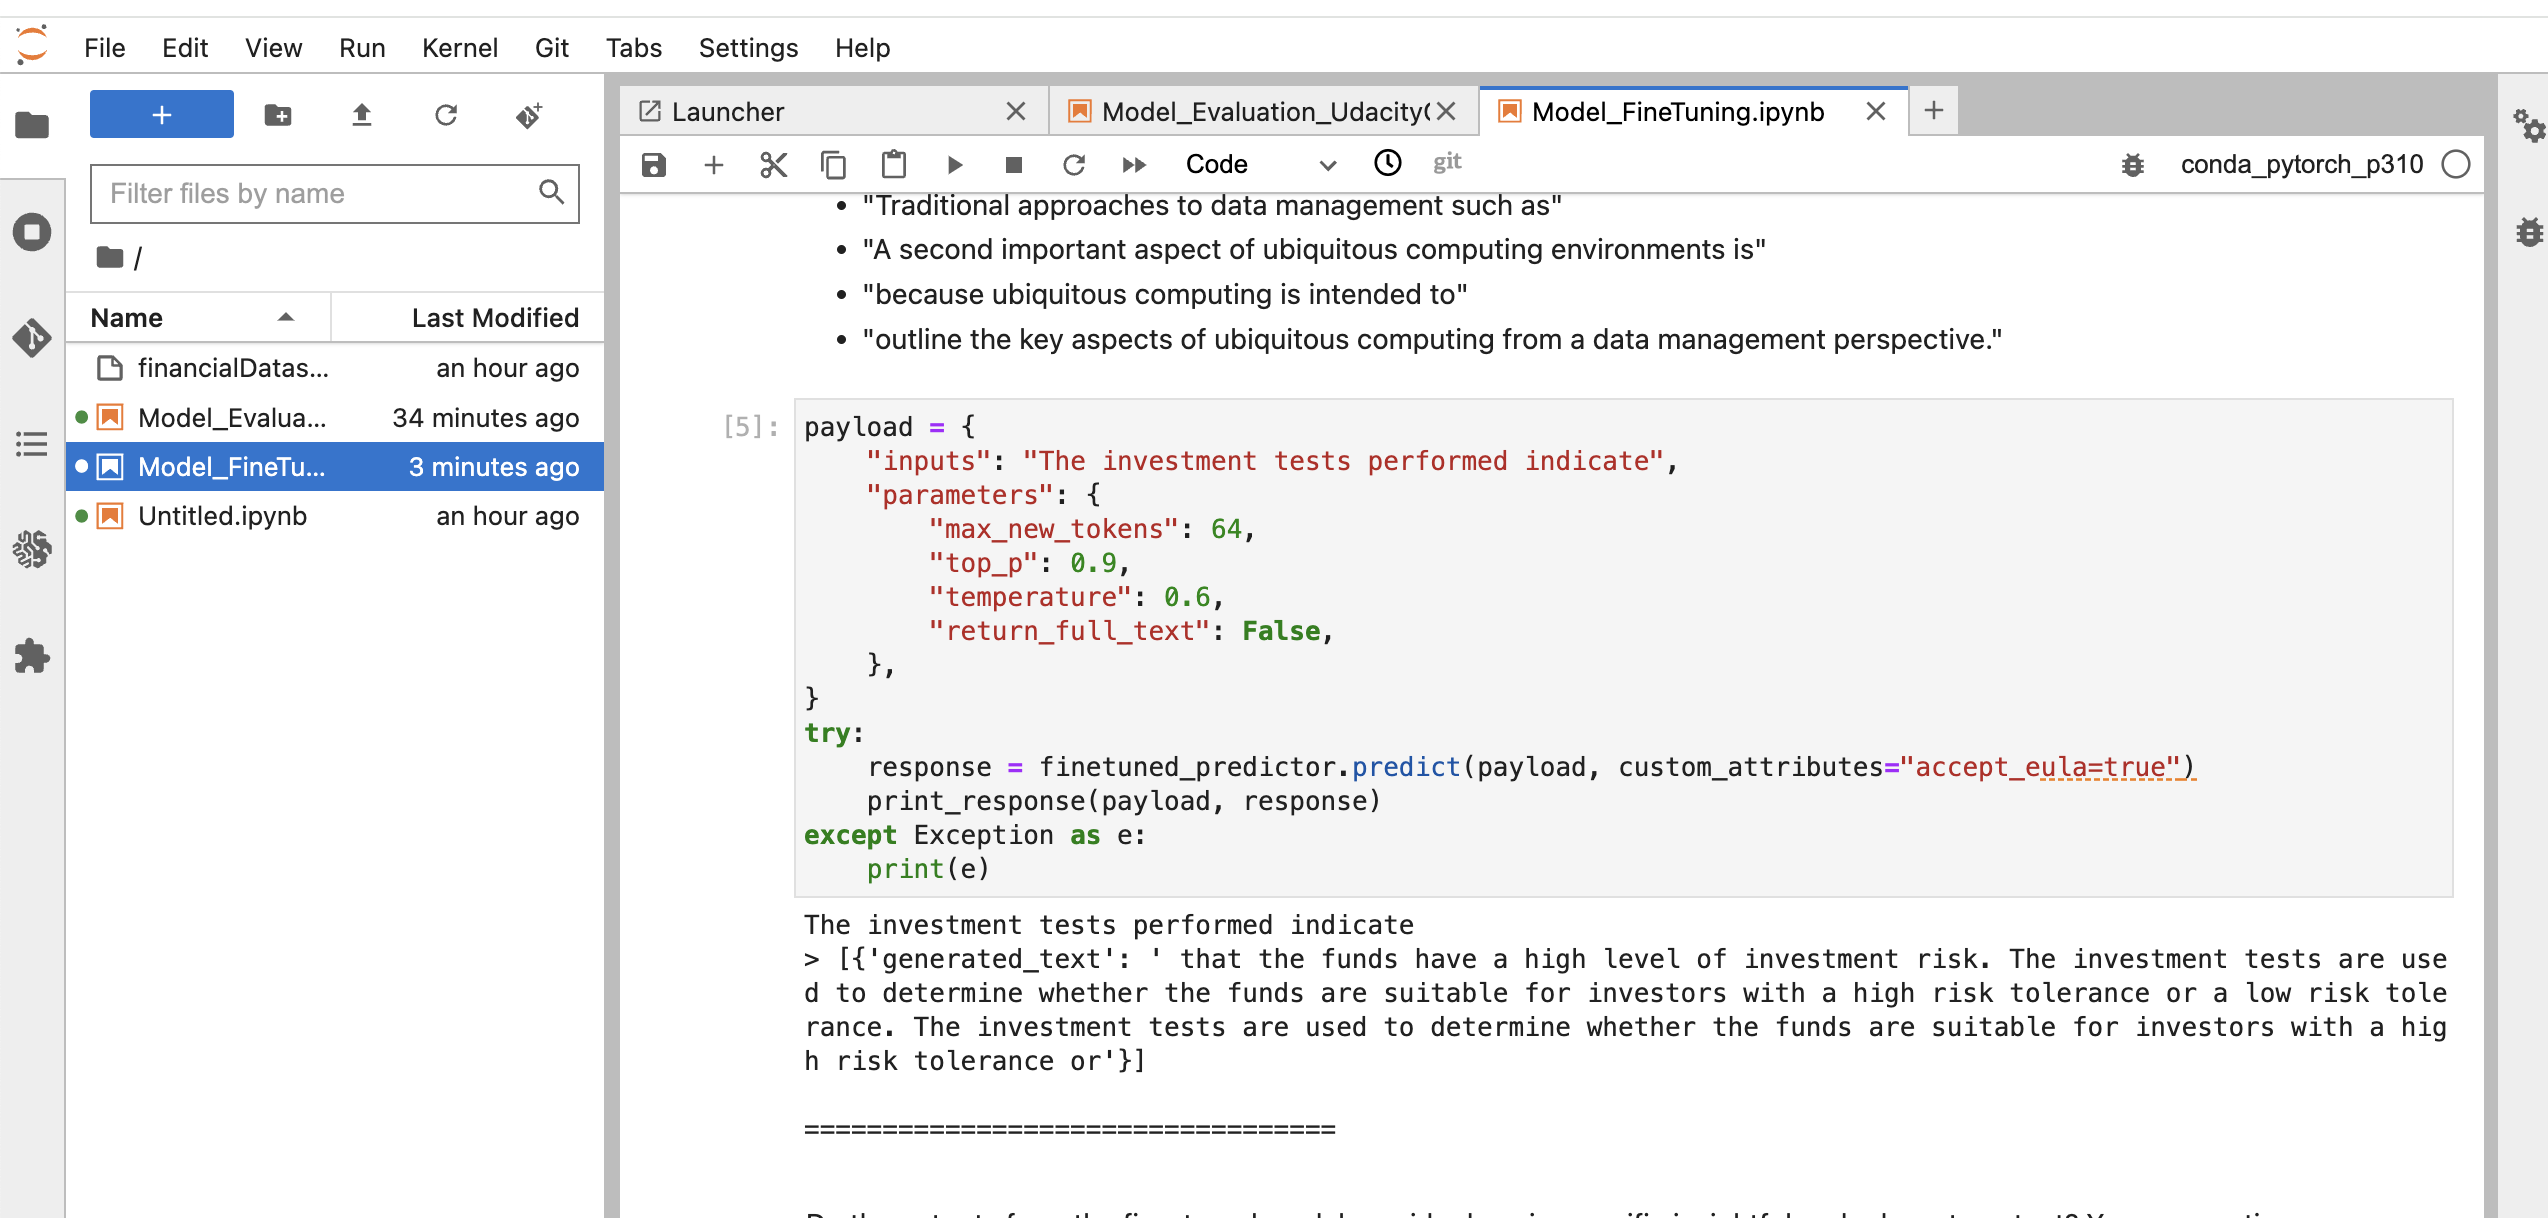 File Edit View Run Kernel Git Tabs Settings Help
Filter files by name
/
Name Last Modified
financialDatas... an hour ago
Model_Evalua... 34 minutes ago
Model_FineTu... 3 minutes ago
Untitled.ipynb an hour ago
Launcher Model_Evaluation_Udacity Model_FineTuning.ipynb
Code git conda_pytorch_p310
• "Traditional approaches to data management such as"
• "A second important aspect of ubiquitous computing environments is"
• "because ubiquitous computing is intended to"
• "outline the key aspects of ubiquitous computing from a data management perspective."
[5]: payload = {
    "inputs": "The investment tests performed indicate",
    "parameters": {
        "max_new_tokens": 64,
        "top_p": 0.9,
        "temperature": 0.6,
        "return_full_text": False,
    },
}
try:
    response = finetuned_predictor.predict(payload, custom_attributes="accept_eula=true")
    print_response(payload, response)
except Exception as e:
    print(e)
The investment tests performed indicate
> [{'generated_text': ' that the funds have a high level of investment risk. The investment tests are use
d to determine whether the funds are suitable for investors with a high risk tolerance or a low risk tole
rance. The investment tests are used to determine whether the funds are suitable for investors with a hig
h risk tolerance or'}]
==================================